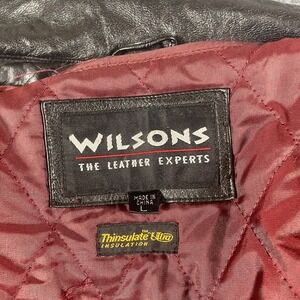 WILSONS
THE LEATHER EXPERTS
MADE IN
CHINA
L
Thinsulate Ultra
INSULATION